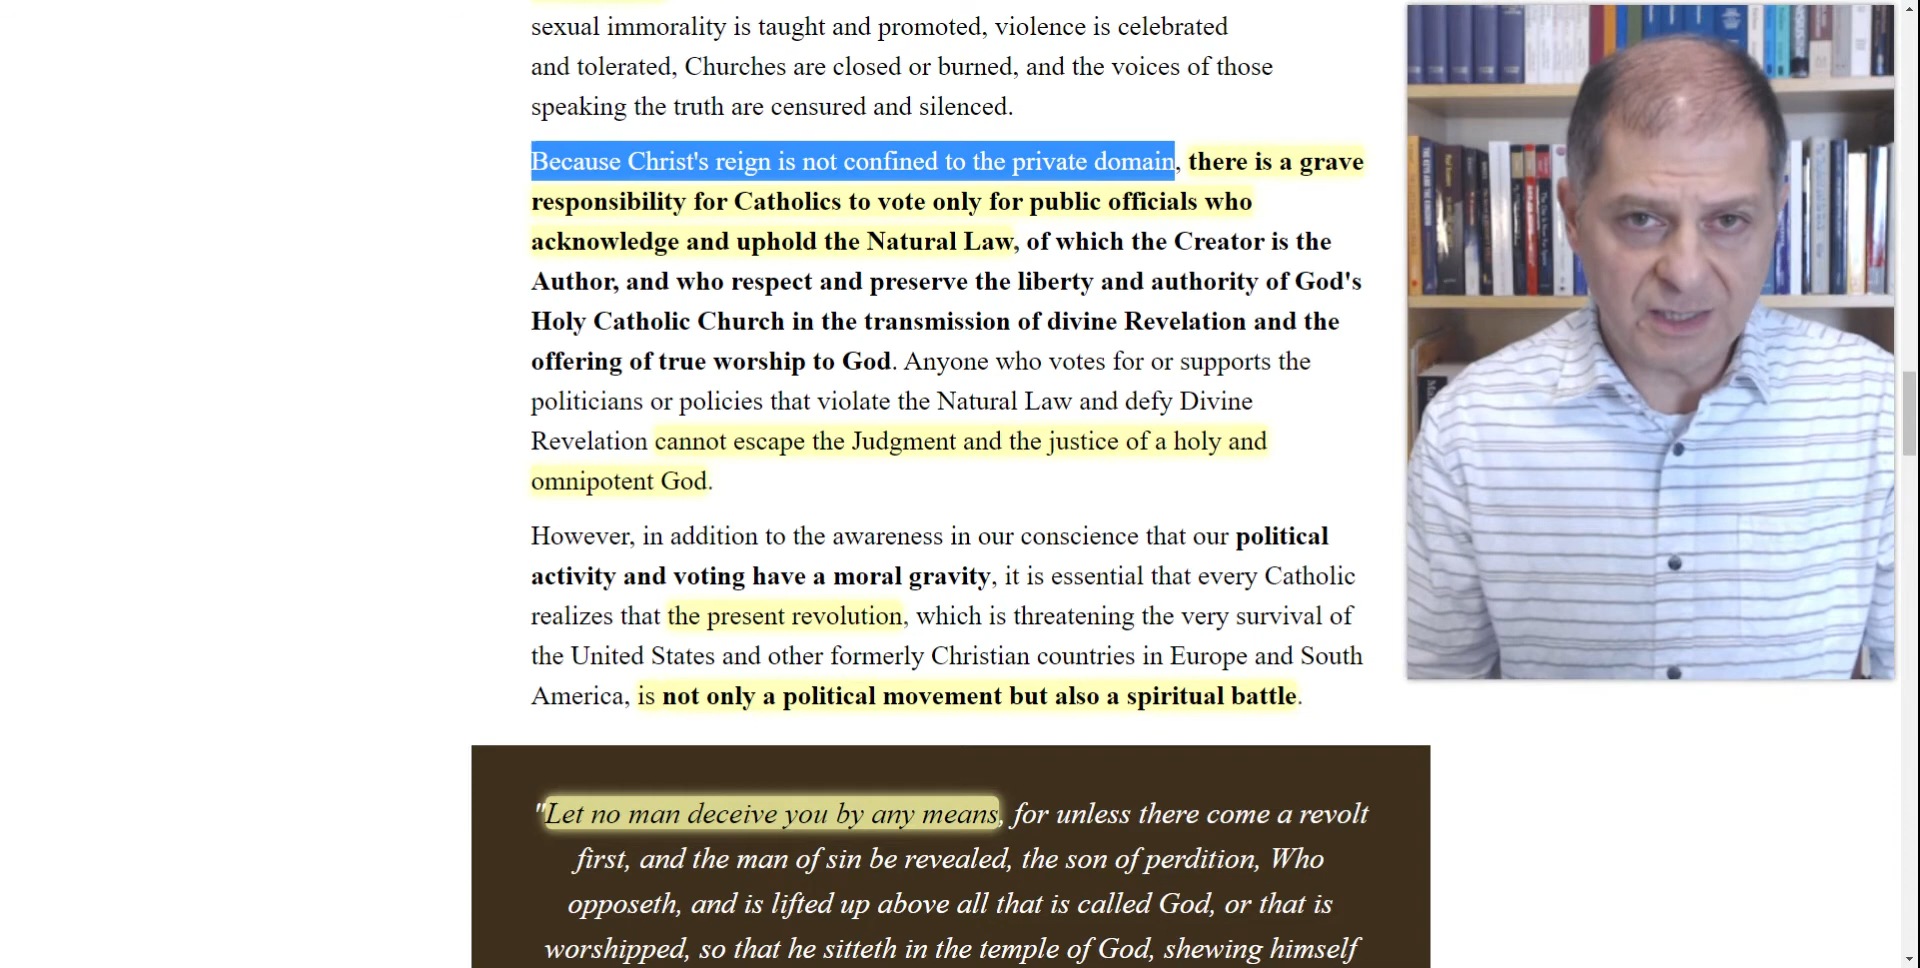 sexual immorality is taught and promoted, violence is celebrated
and tolerated, Churches are closed or burned, and the voices of those
speaking the truth are censured and silenced.
Because Christ's reign is not confined to the private domain, there is a grave
responsibility for Catholics to vote only for public officials who
acknowledge and uphold the Natural Law, of which the Creator is the
Author, and who respect and preserve the liberty and authority of God's
Holy Catholic Church in the transmission of divine Revelation and the
offering of true worship to God. Anyone who votes for or supports the
politicians or policies that violate the Natural Law and defy Divine
Revelation cannot escape the Judgment and the justice of a holy and
omnipotent God.
However, in addition to the awareness in our conscience that our political
activity and voting have a moral gravity, it is essential that every Catholic
realizes that the present revolution, which is threatening the very survival of
the United States and other formerly Christian countries in Europe and South
America, is not only a political movement but also a spiritual battle.
"Let no man deceive you by any means, for unless there come a revolt
first, and the man of sin be revealed, the son of perdition, Who
opposeth, and is lifted up above all that is called God, or that is
worshipped, so that he sitteth in the temple of God, shewing himself